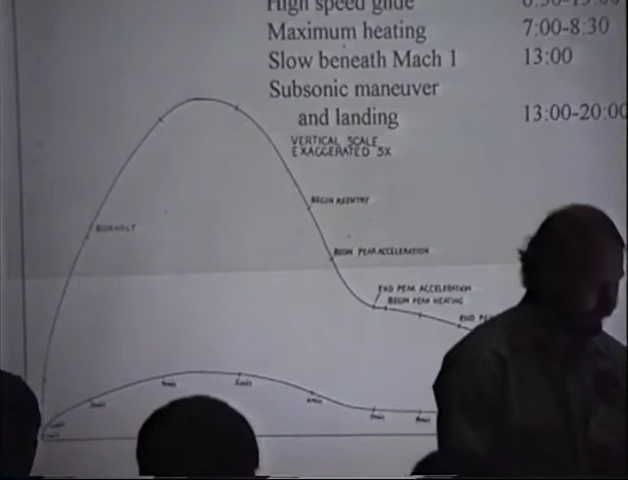 High speed glide
Maximum heating 7:00-8:30
Slow beneath Mach 1 13:00
Subsonic maneuver
and landing 13:00-20:00
VERTICAL SCALE
EXAGGERATED 5X
BURNOUT
BEGIN REENTRY
BEGIN PEAK ACCELERATION
END PEAK ACCELERATION
BEGIN PEAK HEATING
END